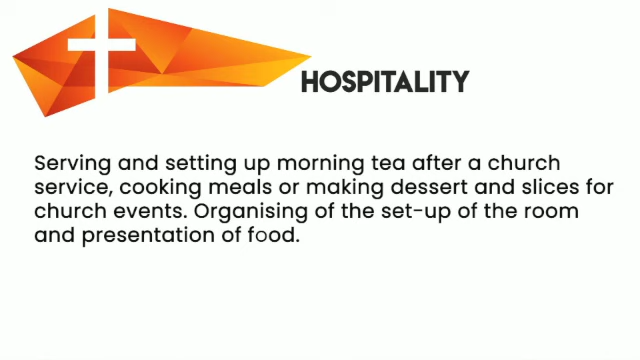 HOSPITALITY
Serving and setting up morning tea after a church
service, cooking meals or making dessert and slices for
church events. Organising of the set-up of the room
and presentation of food.